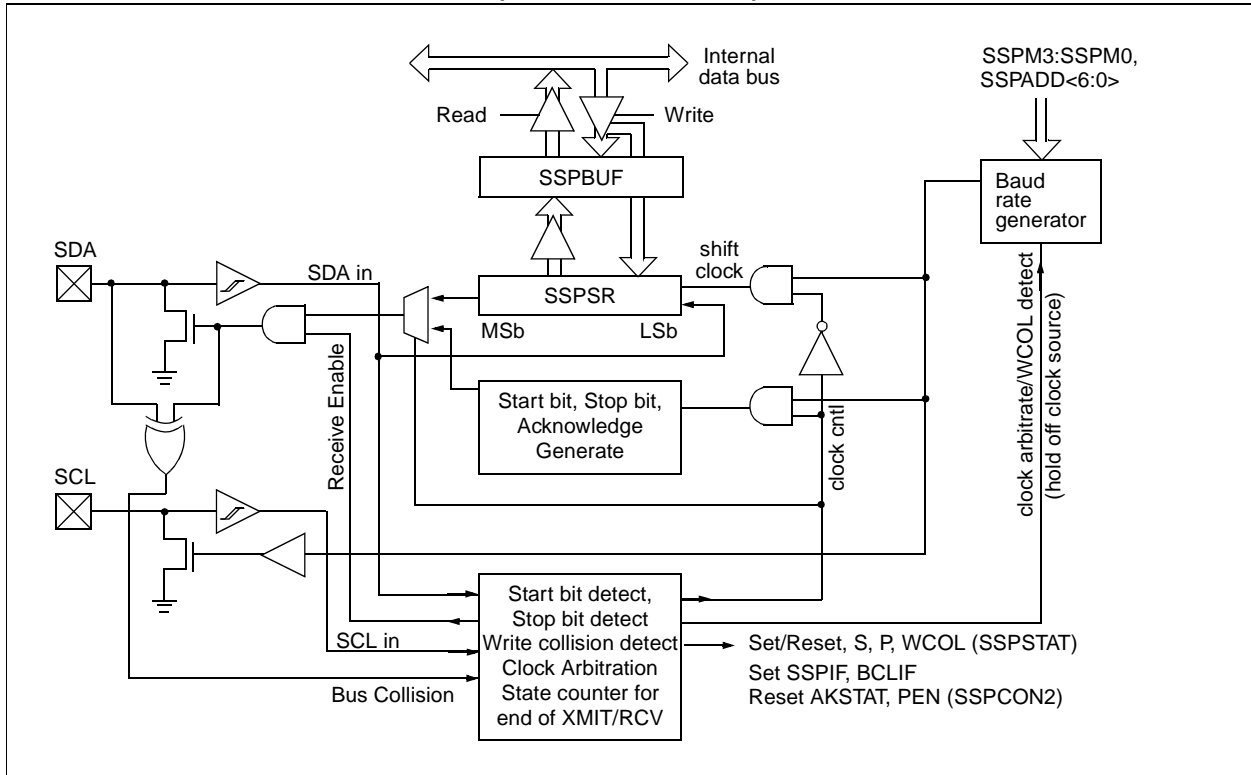 Internal
data bus
SSPM3:SSPM0,
SSPADD<6:0>
Read
Write
SSPBUF
Baud
rate
generator
SDA
SDA in
shift
clock
SSPSR
MSb
LSb
Receive Enable
Start bit, Stop bit,
Acknowledge
Generate
clock cntl
clock arbitrate/WCOL detect
(hold off clock source)
SCL
SCL in
Bus Collision
Start bit detect,
Stop bit detect
Write collision detect
Clock Arbitration
State counter for
end of XMIT/RCV
Set/Reset, S, P, WCOL (SSPSTAT)
Set SSPIF, BCLIF
Reset AKSTAT, PEN (SSPCON2)